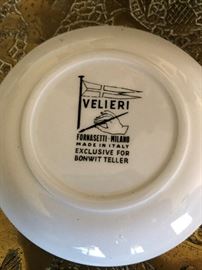 VELIERI
FORNASETTI-MILANO
MADE IN ITALY
EXCLUSIVE FOR
BONWIT TELLER